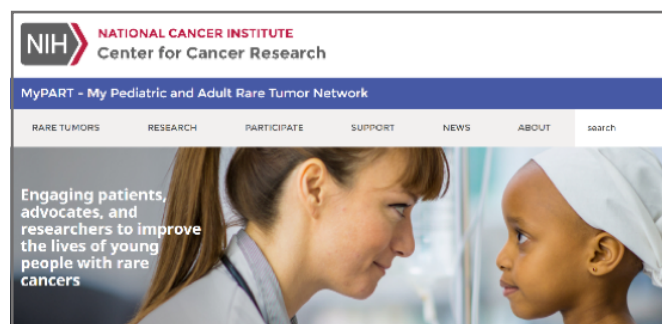 NIH
NATIONAL CANCER INSTITUTE
Center for Cancer Research
MyPART - My Pediatric and Adult Rare Tumor Network
RARE TUMORS RESEARCH PARTICIPATE SUPPORT NEWS ABOUT search
Engaging patients,
advocates, and
researchers to improve
the lives of young
people with rare
cancers